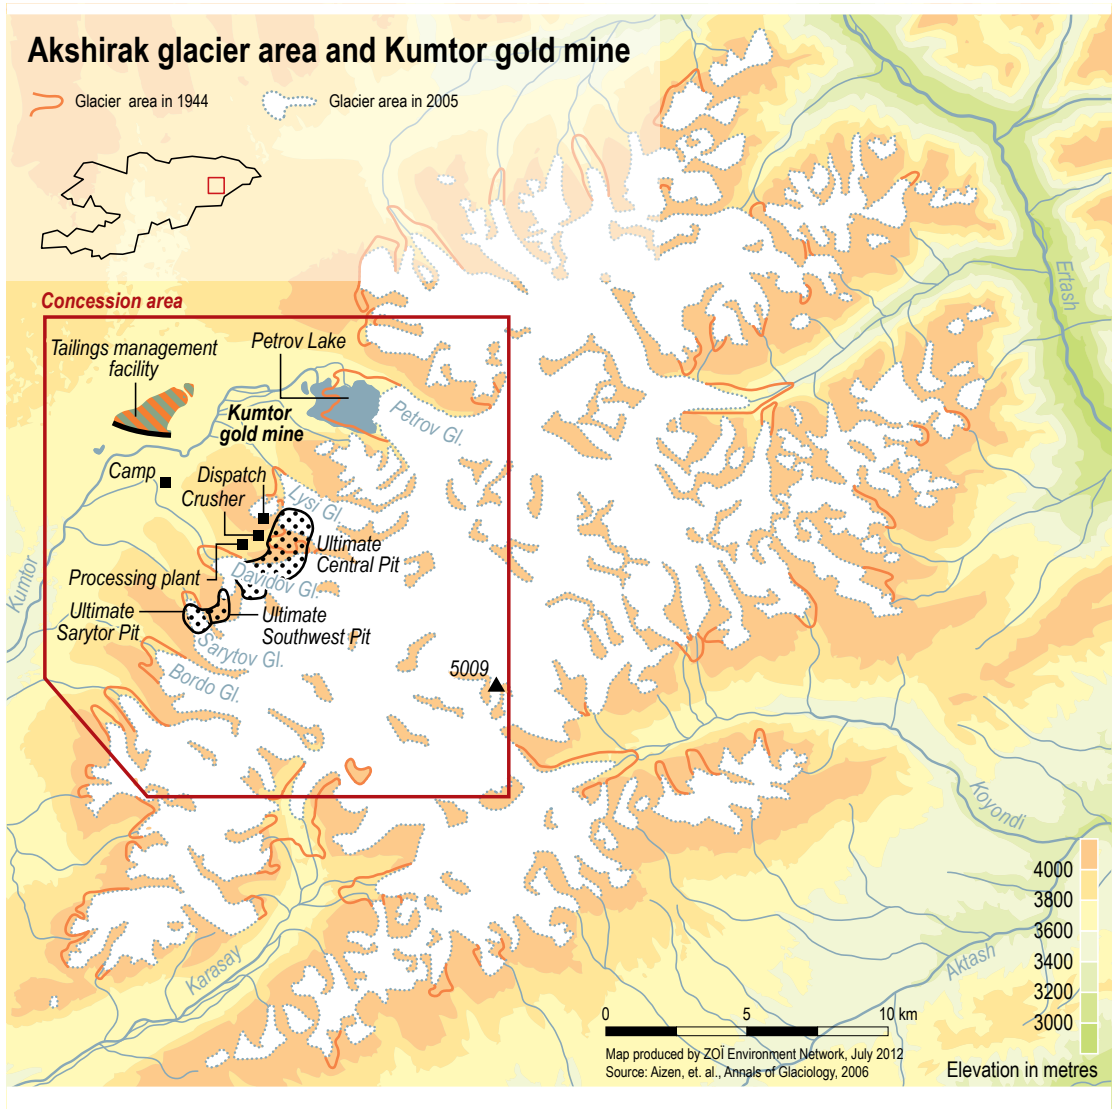 Akshirak glacier area and Kumtor gold mine
Glacier area in 1944
Glacier area in 2005
Concession area
Tailings management
facility
Petrov Lake
Kumtor
gold mine
Petrov Gl.
Camp
Dispatch
Crusher
Lysi Gl.
Ultimate
Central Pit
Processing plant
Davidov Gl.
Ultimate
Sarytor Pit
Ultimate
Southwest Pit
Sarytov Gl.
Bordo Gl.
5009
Kumtor
Ertash
Koyondi
Karasay
Aktash
4000
3800
3600
3400
3200
3000
Elevation in metres
0 5 10 km
Map produced by ZOÏ Environment Network, July 2012
Source: Aizen, et. al., Annals of Glaciology, 2006